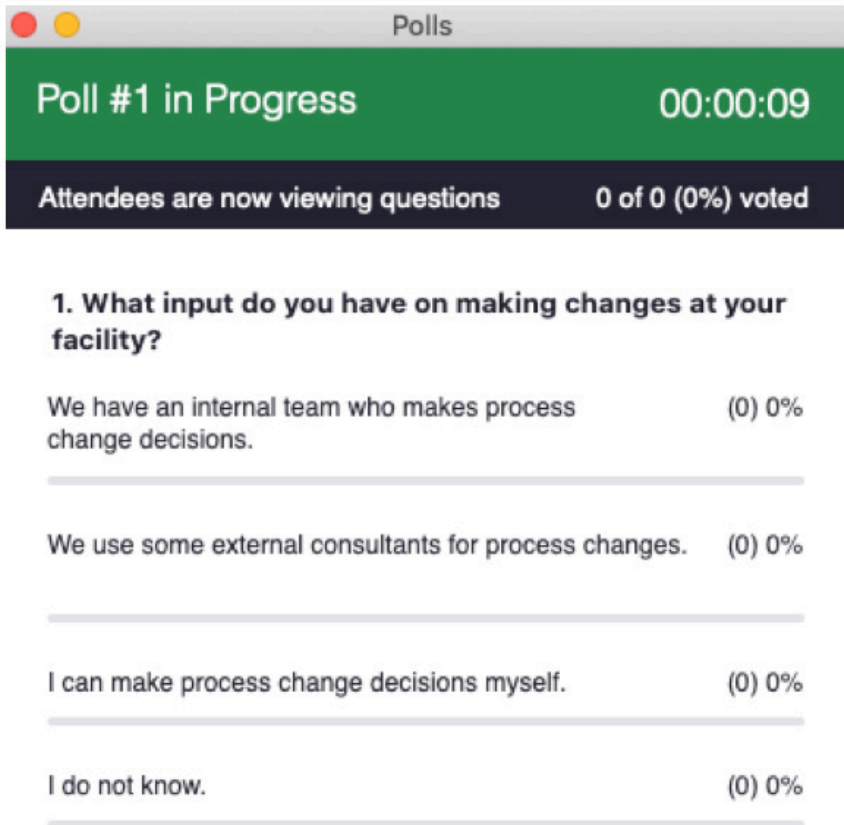 Polls
Poll #1 in Progress 00:00:09
Attendees are now viewing questions 0 of 0 (0%) voted
1. What input do you have on making changes at your
facility?
We have an internal team who makes process (0) 0%
change decisions.
We use some external consultants for process changes. (0) 0%
I can make process change decisions myself. (0) 0%
I do not know. (0) 0%